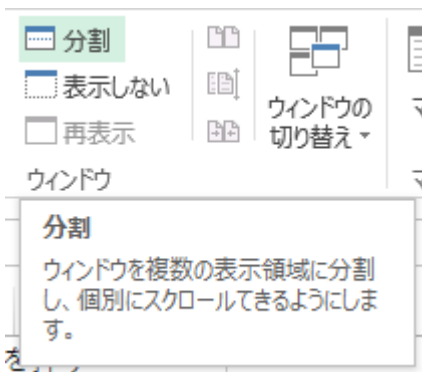 分割
表示しない
再表示
ウィンドウの
切り替え
ウィンドウ
分割
ウィンドウを複数の表示領域に分割
し、個別にスクロールできるようにしま
す。
を